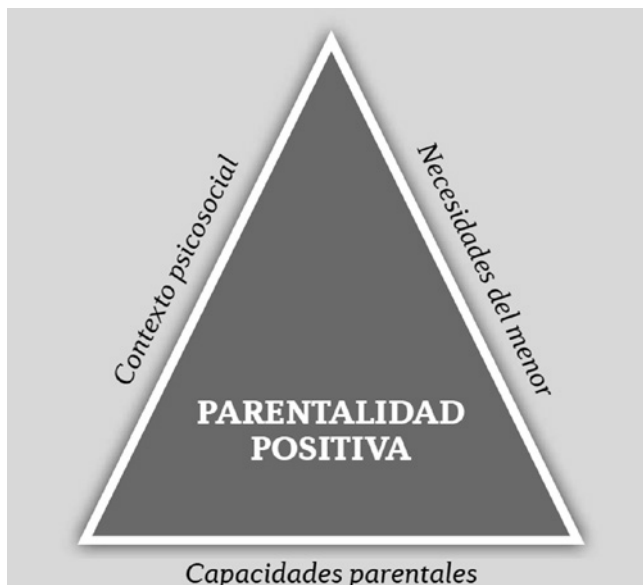 Contexto psicosocial
Necesidades del menor
PARENTALIDAD
POSITIVA
Capacidades parentales